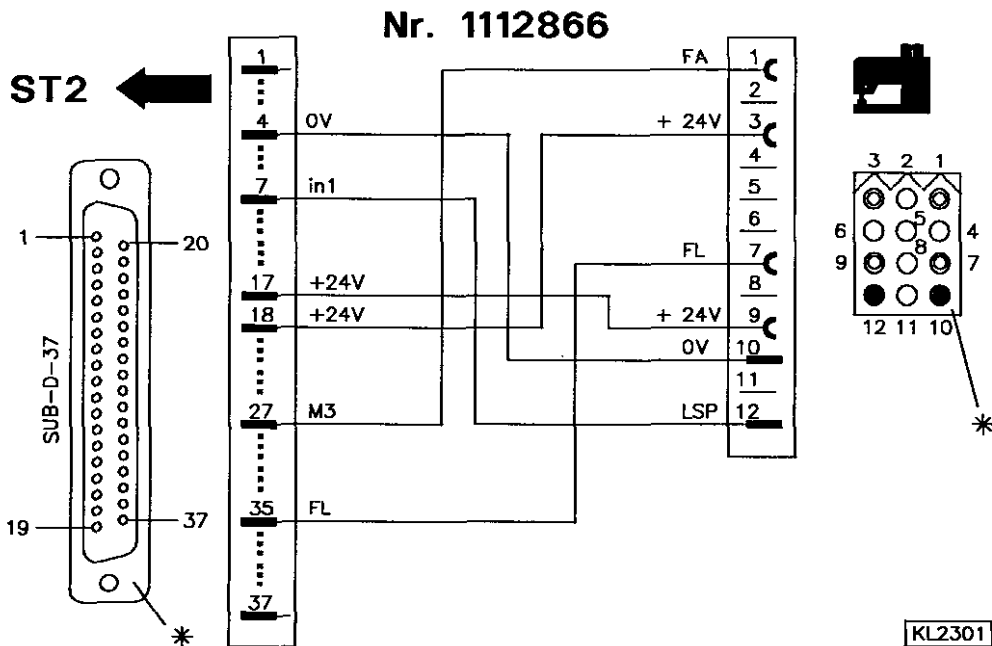 Nr. 1112866
ST2
1
4 0V
7 in1
17 +24V
18 +24V
27 M3
35 FL
37
FA 1
2
+ 24V 3
4
5
6
FL 7
8
+ 24V 9
0V 10
11
LSP 12
1
20
SUB-D-37
19
37
*
3 2 1
6 5 4
9 8 7
12 11 10
*
KL2301